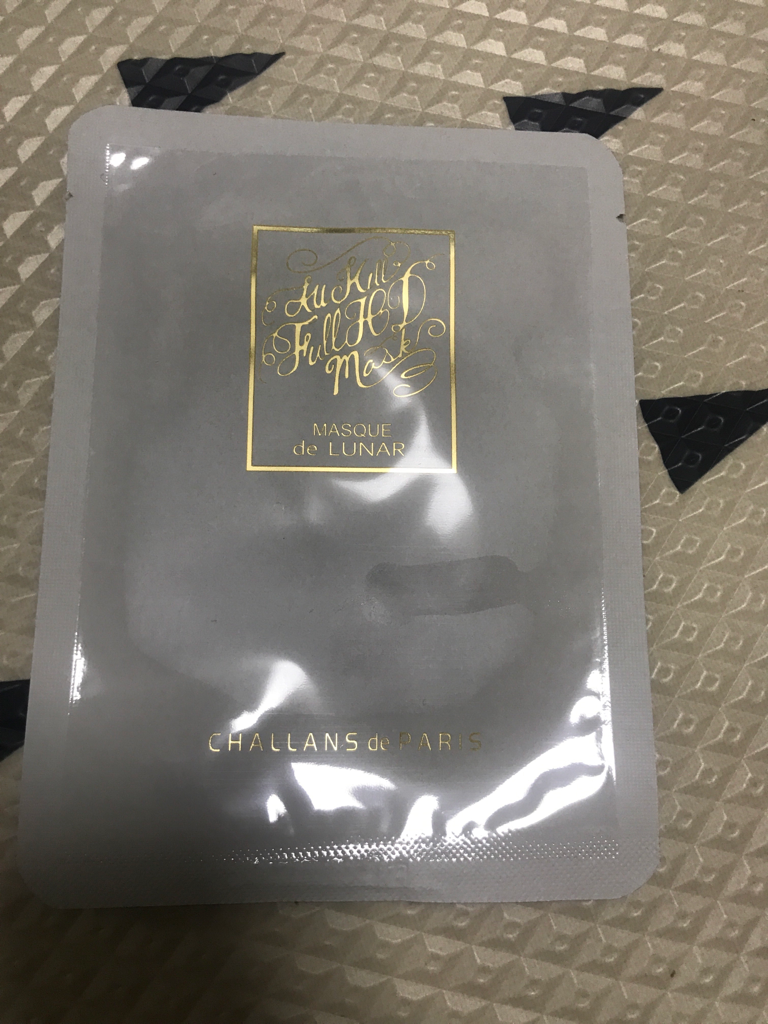 Full HD
Mask
MASQUE
de LUNAR
CHALLANS de PARIS